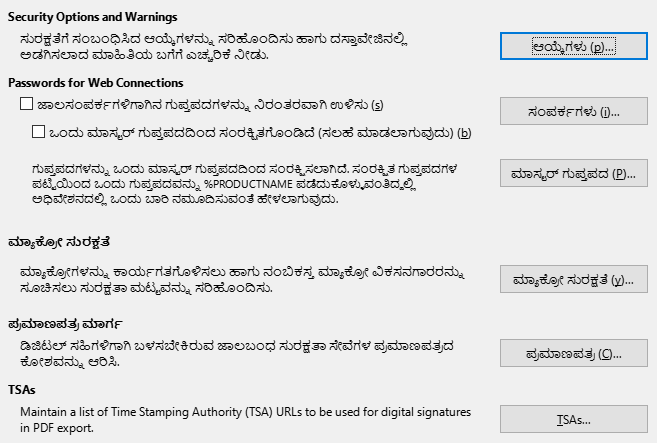 Security Options and Warnings
ಸುರಕ್ಷತೆಗೆ ಸಂಬಂಧಿಸಿದ ಆಯ್ಕೆಗಳನ್ನು ಸರಿಹೊಂದಿಸು ಹಾಗು ದಸ್ತಾವೇಜಿನಲ್ಲಿ
ಅಡಗಿಸಲಾದ ಮಾಹಿತಿಯ ಬಗೆಗೆ ಎಚ್ಚರಿಕೆ ನೀಡು.
ಆಯ್ಕೆಗಳು (p)...
Passwords for Web Connections
ಜಾಲಸಂಪರ್ಕಗಳಿಗಾಗಿನ ಗುಪ್ತಪದಗಳನ್ನು ನಿರಂತರವಾಗಿ ಉಳಿಸು (s)
ಸಂಪರ್ಕಗಳು (i)...
ಒಂದು ಮಾಸ್ಟರ್ ಗುಪ್ತಪದದಿಂದ ಸಂರಕ್ಷಿತಗೊಂಡಿದೆ (ಸಲಹೆ ಮಾಡಲಾಗುವುದು) (b)
ಗುಪ್ತಪದಗಳನ್ನು ಒಂದು ಮಾಸ್ಟರ್ ಗುಪ್ತಪದದಿಂದ ಸಂರಕ್ಷಿಸಲಾಗಿದೆ. ಸಂರಕ್ಷಿತ ಗುಪ್ತಪದಗಳ
ಪಟ್ಟಿಯಿಂದ ಒಂದು ಗುಪ್ತಪದವನ್ನು %PRODUCTNAME ಪಡೆದುಕೊಳ್ಳುವಂತಿದ್ದಲ್ಲಿ
ಅಧಿವೇಶನದಲ್ಲಿ ಒಂದು ಬಾರಿ ನಮೂದಿಸುವಂತೆ ಹೇಳಲಾಗುವುದು.
ಮಾಸ್ಟರ್ ಗುಪ್ತಪದ (P)...
ಮ್ಯಾಕ್ರೋ ಸುರಕ್ಷತೆ
ಮ್ಯಾಕ್ರೋಗಳನ್ನು ಕಾರ್ಯಗತಗೊಳಿಸಲು ಹಾಗು ನಂಬಿಕಸ್ತ ಮ್ಯಾಕ್ರೋ ವಿಕಸನಗಾರರನ್ನು
ಸೂಚಿಸಲು ಸುರಕ್ಷತಾ ಮಟ್ಟವನ್ನು ಸರಿಹೊಂದಿಸು.
ಮ್ಯಾಕ್ರೋ ಸುರಕ್ಷತೆ (y)...
ಪ್ರಮಾಣಪತ್ರ ಮಾರ್ಗ
ಡಿಜಿಟಲ್ ಸಹಿಗಳಿಗಾಗಿ ಬಳಸಬೇಕಿರುವ ಜಾಲಬಂಧ ಸುರಕ್ಷತಾ ಸೇವೆಗಳ ಪ್ರಮಾಣಪತ್ರದ
ಕೋಶವನ್ನು ಆರಿಸಿ.
ಪ್ರಮಾಣಪತ್ರ (C)...
TSAs
Maintain a list of Time Stamping Authority (TSA) URLs to be used for digital signatures
in PDF export.
TSAs...